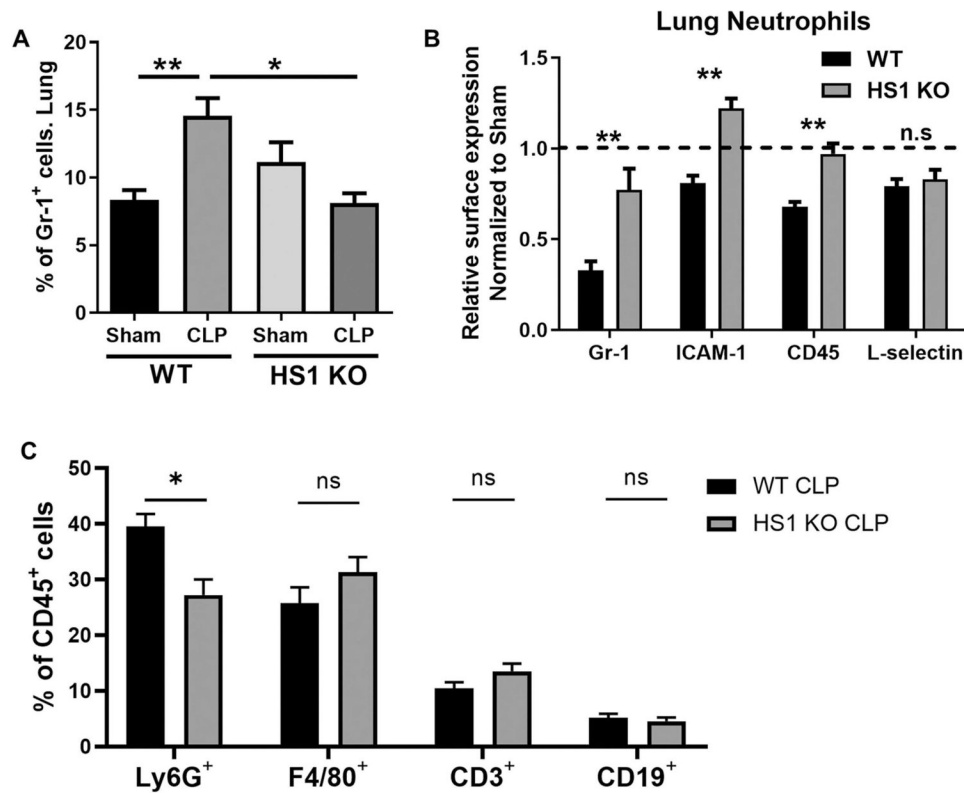 A
% of Gr-1+ cells. Lung
20
15
10
5
0
**
*
Sham CLP Sham CLP
WT HS1 KO
B
Lung Neutrophils
WT
HS1 KO
Relative surface expression
Normalized to Sham
1.5
1.0
0.5
0.0
** ** ** n.s
Gr-1 ICAM-1 CD45 L-selectin
C
% of CD45+ cells
50
40
30
20
10
0
* ns ns ns
WT CLP
HS1 KO CLP
Ly6G+ F4/80+ CD3+ CD19+